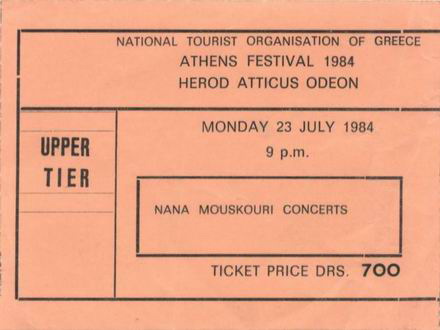 NATIONAL TOURIST ORGANISATION OF GREECE
ATHENS FESTIVAL 1984
HEROD ATTICUS ODEON
UPPER
TIER
MONDAY 23 JULY 1984
9 p.m.
NANA MOUSKOURI CONCERTS
TICKET PRICE DRS. 700